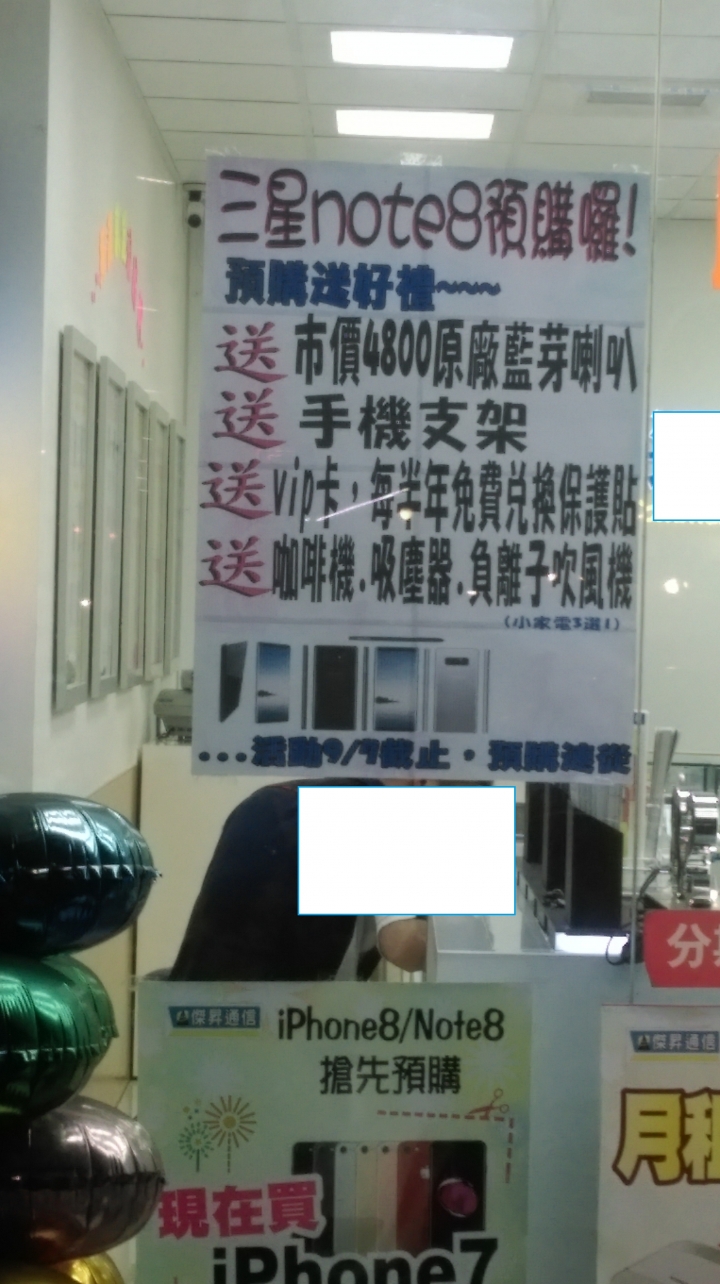 三星note8預購囉!
預購送好禮~~~
送 市價4800原廠藍芽喇叭
送 手機支架
送 vip卡,每半年免費兌換保護貼
送 咖啡機.吸塵器.負離子吹風機
(小家電3選1)
...活動9/7截止,預購速從
分
傑昇通信
iPhone8/Note8
搶先預購
現在買
iPhone7
傑昇通信
月租